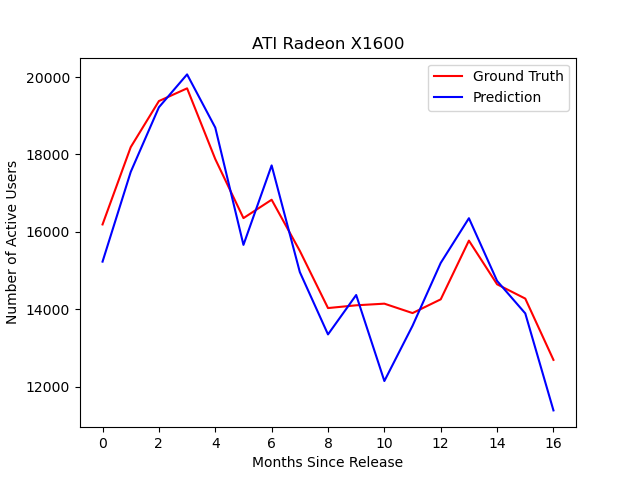 ATI Radeon X1600
Ground Truth
Prediction
20000
18000
16000
14000
12000
Number of Active Users
0 2 4 6 8 10 12 14 16
Months Since Release